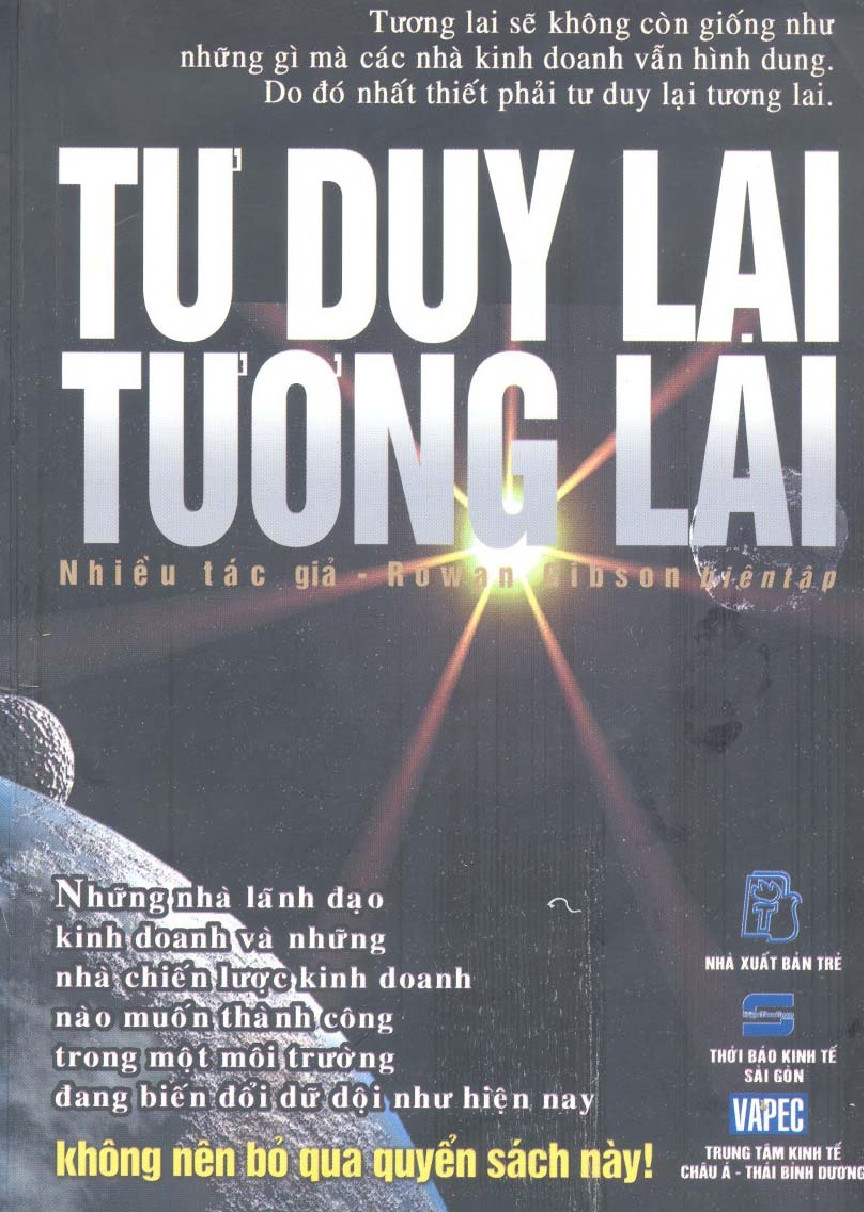 Tương lai sẽ không còn giống như
những gì mà các nhà kinh doanh vẫn hình dung.
Do đó nhất thiết phải tư duy lại tương lai.
TƯ DUY LẠI
TƯƠNG LAI
Nhiều tác giả - Rowan Gibson biên tập
Những nhà lãnh đạo
kinh doanh và những
nhà chiến lược kinh doanh
nào muốn thành công
trong một môi trường
đang biến đổi dữ dội như hiện nay
không nên bỏ qua quyển sách này!
T
NHÀ XUẤT BẢN TRẺ
THỜI BÁO KINH TẾ
SÀI GÒN
VAPEC
TRUNG TÂM KINH TẾ
CHÂU Á - THÁI BÌNH DƯƠNG